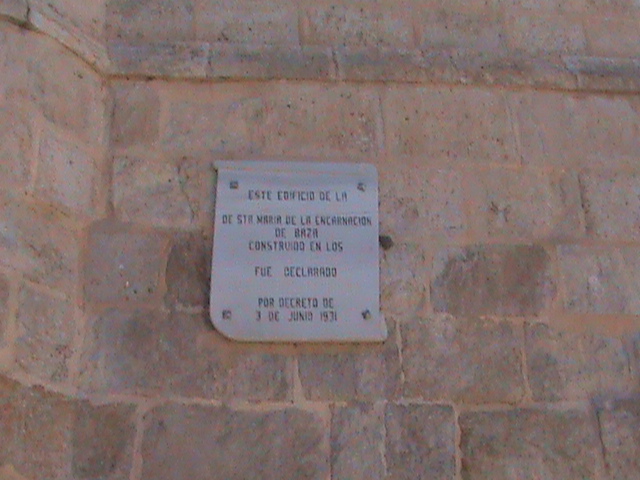 ESTE EDIFICIO DE LA
DE STA MARIA DE LA ENCARNACION
DE BAZA
CONSTRUIDO EN LOS
FUE DECLARADO
POR DECRETO DE
3 DE JUNIO 1931